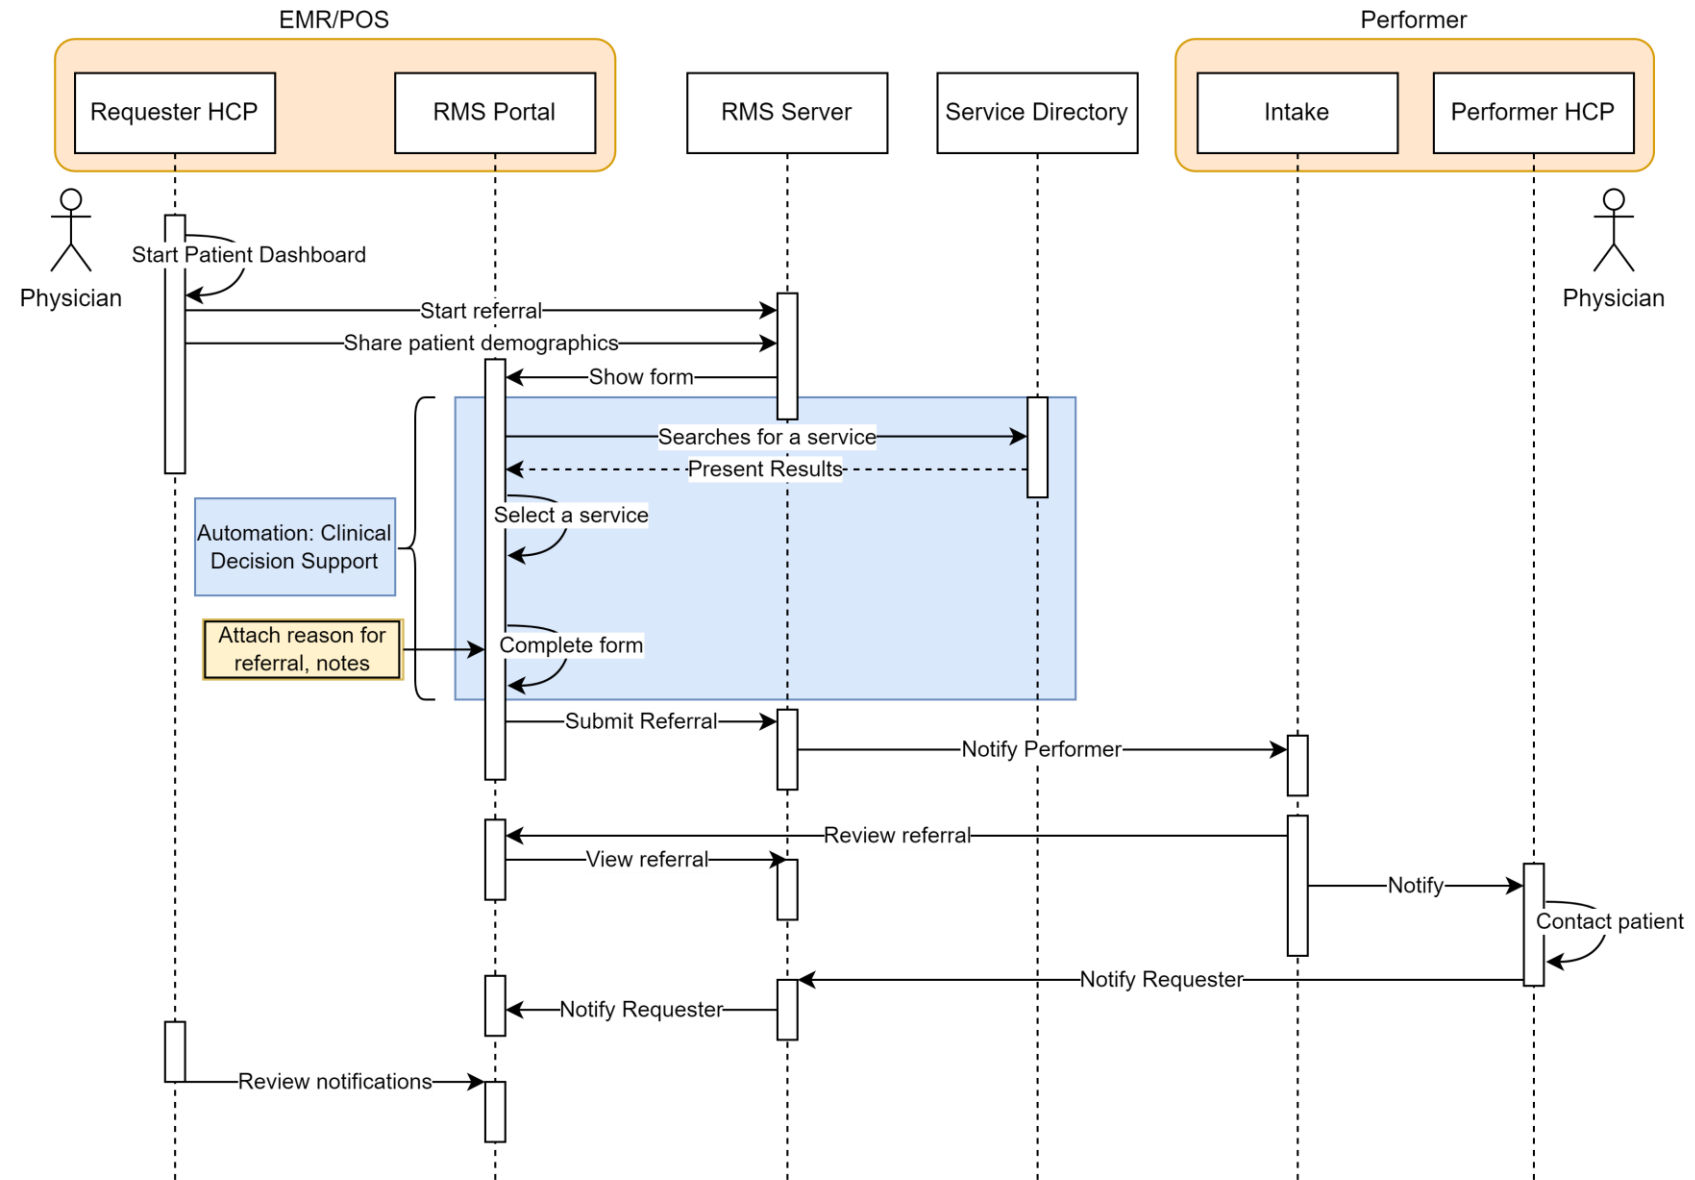 EMR/POS
Performer
Requester HCP
RMS Portal
RMS Server
Service Directory
Intake
Performer HCP
Physician
Physician
Start Patient Dashboard
Start referral
Share patient demographics
Show form
Searches for a service
Present Results
Select a service
Automation: Clinical
Decision Support
Attach reason for
referral, notes
Complete form
Submit Referral
Notify Performer
Review referral
View referral
Notify
Contact patient
Notify Requester
Notify Requester
Review notifications